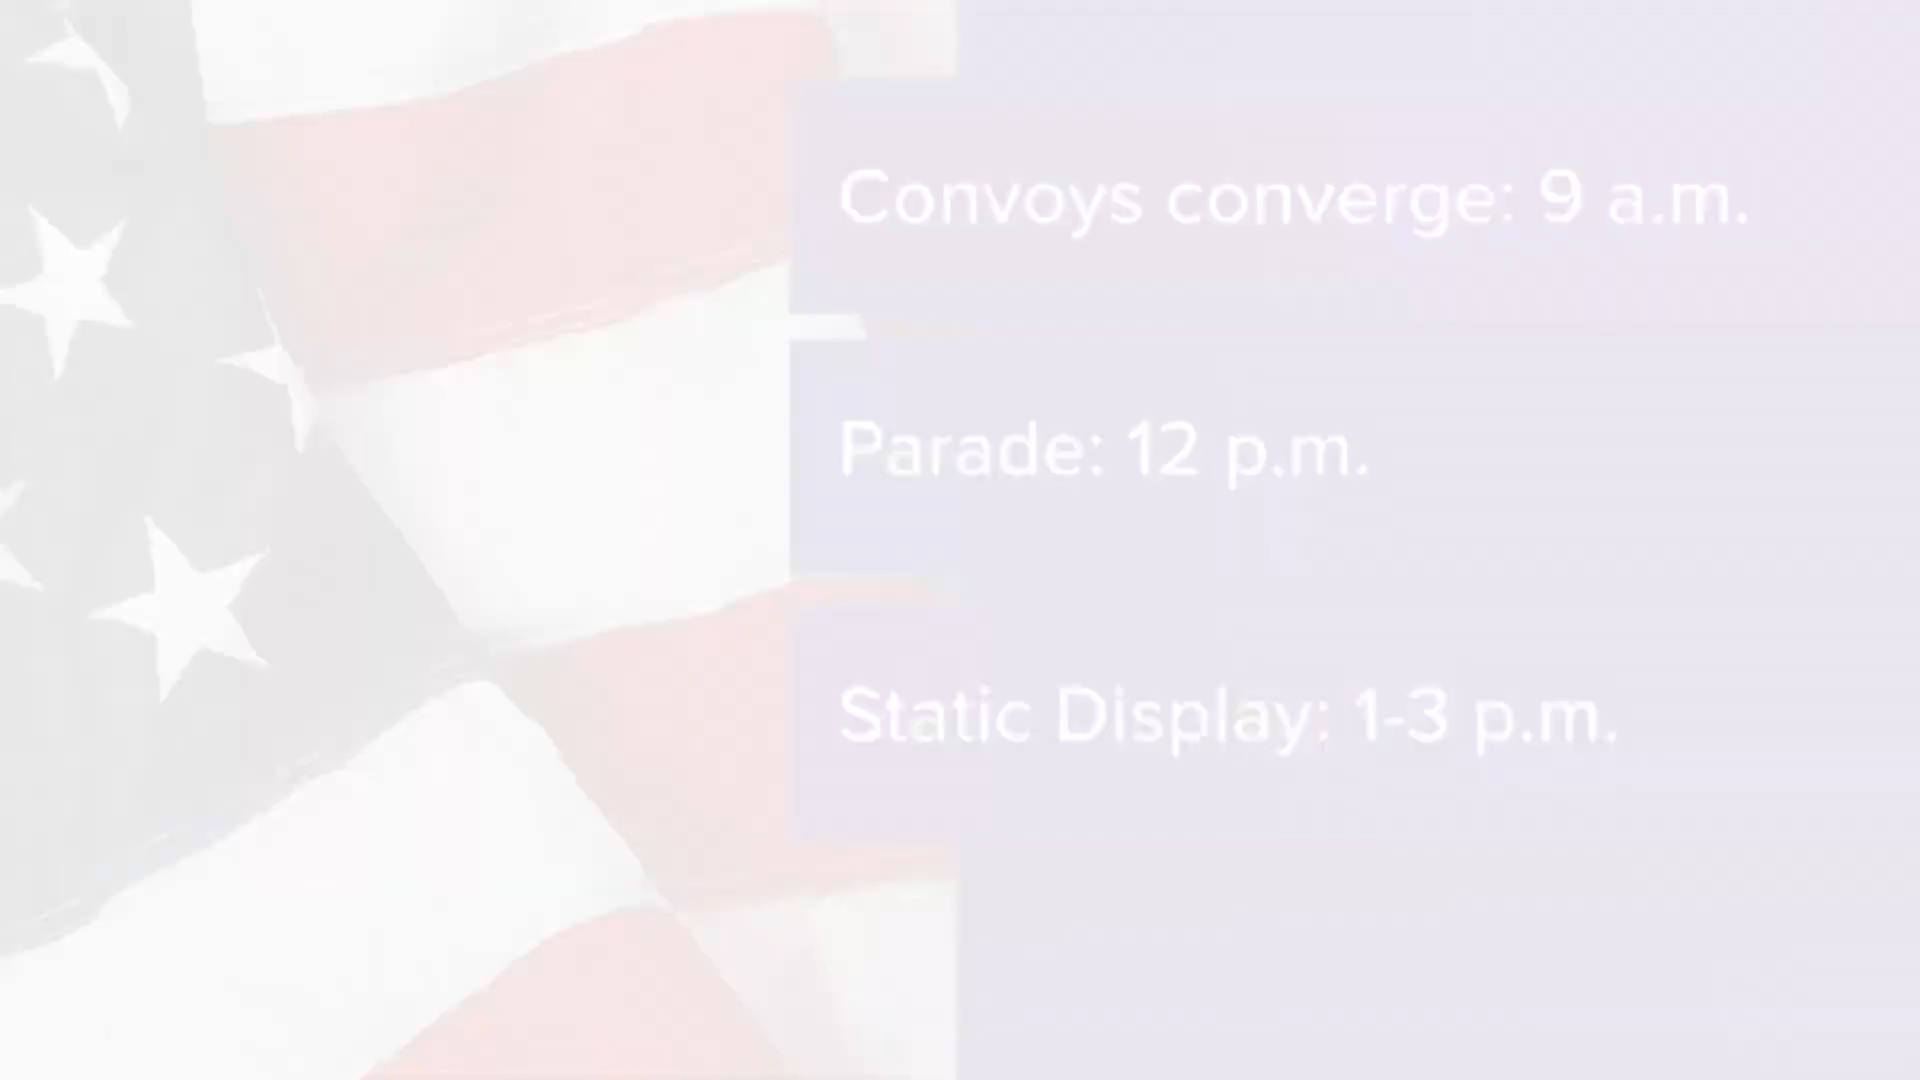 Convoys converge: 9 a.m.
Parade: 12 p.m.
Static Display: 1-3 p.m.